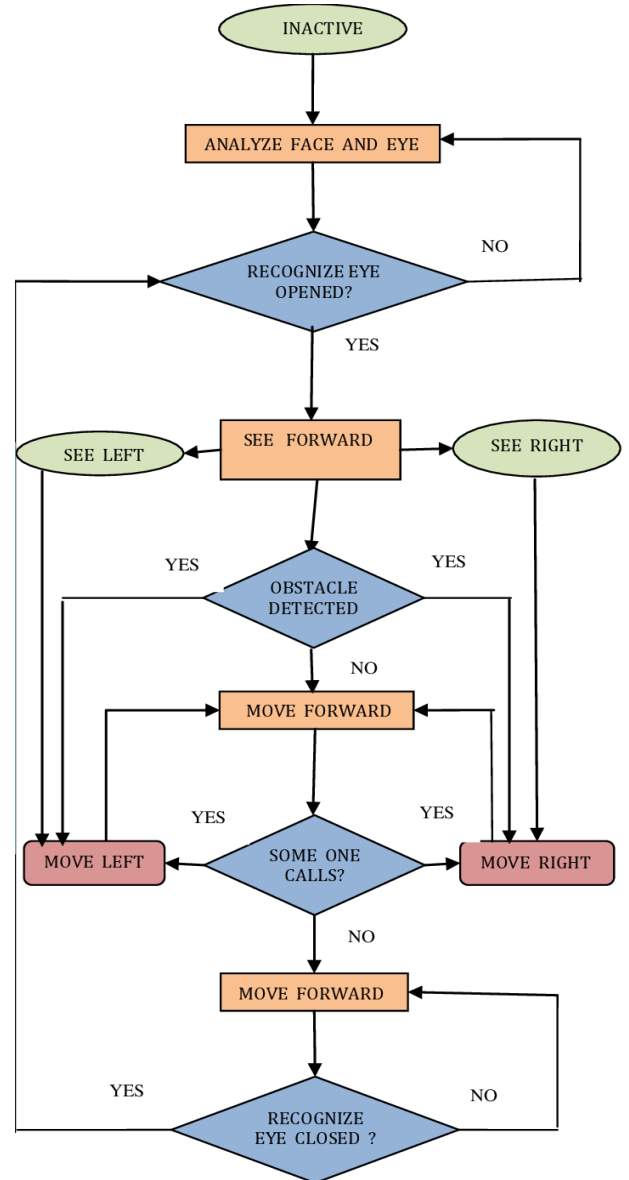 INACTIVE
ANALYZE FACE AND EYE
NO
RECOGNIZE EYE
OPENED?
YES
SEE FORWARD
SEE LEFT
SEE RIGHT
YES
YES
OBSTACLE
DETECTED
NO
MOVE FORWARD
YES
YES
MOVE LEFT
SOME ONE
CALLS?
MOVE RIGHT
NO
MOVE FORWARD
YES
NO
RECOGNIZE
EYE CLOSED ?